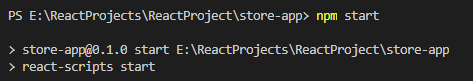 PS E:\ReactProjects\ReactProject\store-app> npm start
> store-app@0.1.0 start E:\ReactProjects\ReactProject\store-app
> react-scripts start